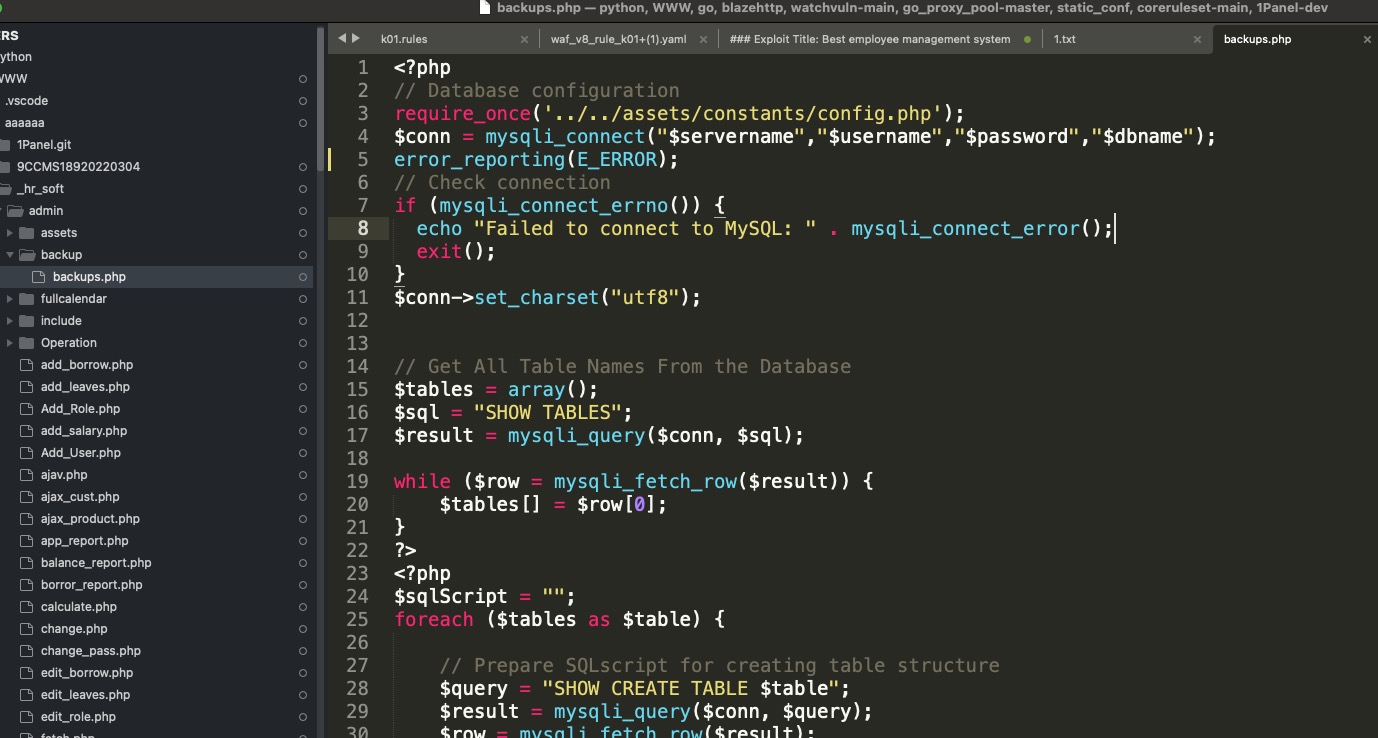 backups.php — python, WWW, go, blazehttp, watchvuln-main, go_proxy_pool-master, static_conf, coreruleset-main, 1Panel-dev
ERS
ython
WWW
.vscode
aaaaaa
1Panel.git
9CCMS18920220304
_hr_soft
admin
assets
backup
backups.php
fullcalendar
include
Operation
add_borrow.php
add_leaves.php
Add_Role.php
add_salary.php
Add_User.php
ajav.php
ajax_cust.php
ajax_product.php
app_report.php
balance_report.php
borror_report.php
calculate.php
change.php
change_pass.php
edit_borrow.php
edit_leaves.php
edit_role.php
fetch.php
k01.rules × waf_v8_rule_k01+(1).yaml × ### Exploit Title: Best employee management system 1.txt × backups.php ×
1 <?php
2 // Database configuration
3 require_once('../../assets/constants/config.php');
4 $conn = mysqli_connect("$servername","$username","$password","$dbname");
5 error_reporting(E_ERROR);
6 // Check connection
7 if (mysqli_connect_errno()) {
8 echo "Failed to connect to MySQL: " . mysqli_connect_error();
9 exit();
10 }
11 $conn->set_charset("utf8");
12
13
14 // Get All Table Names From the Database
15 $tables = array();
16 $sql = "SHOW TABLES";
17 $result = mysqli_query($conn, $sql);
18
19 while ($row = mysqli_fetch_row($result)) {
20 $tables[] = $row[0];
21 }
22 ?>
23 <?php
24 $sqlScript = "";
25 foreach ($tables as $table) {
26
27 // Prepare SQLscript for creating table structure
28 $query = "SHOW CREATE TABLE $table";
29 $result = mysqli_query($conn, $query);
30 $row = mysqli_fetch_row($result);